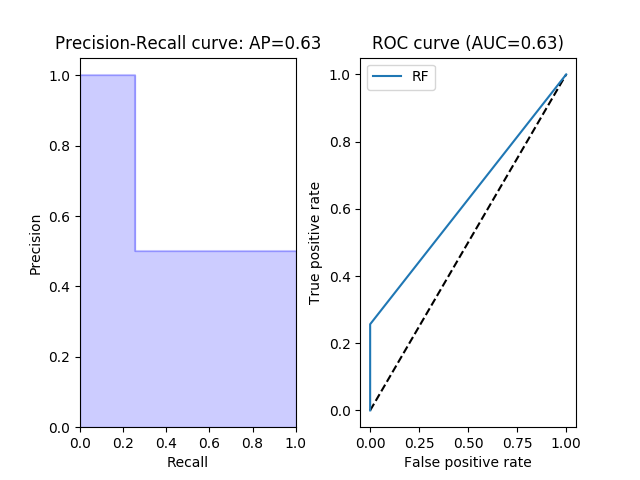 Precision-Recall curve: AP=0.63
1.0
0.8
0.6
0.4
0.2
0.0
Precision
0.0 0.2 0.4 0.6 0.8 1.0
Recall
ROC curve (AUC=0.63)
RF
1.0
0.8
0.6
0.4
0.2
0.0
True positive rate
0.00 0.25 0.50 0.75 1.00
False positive rate